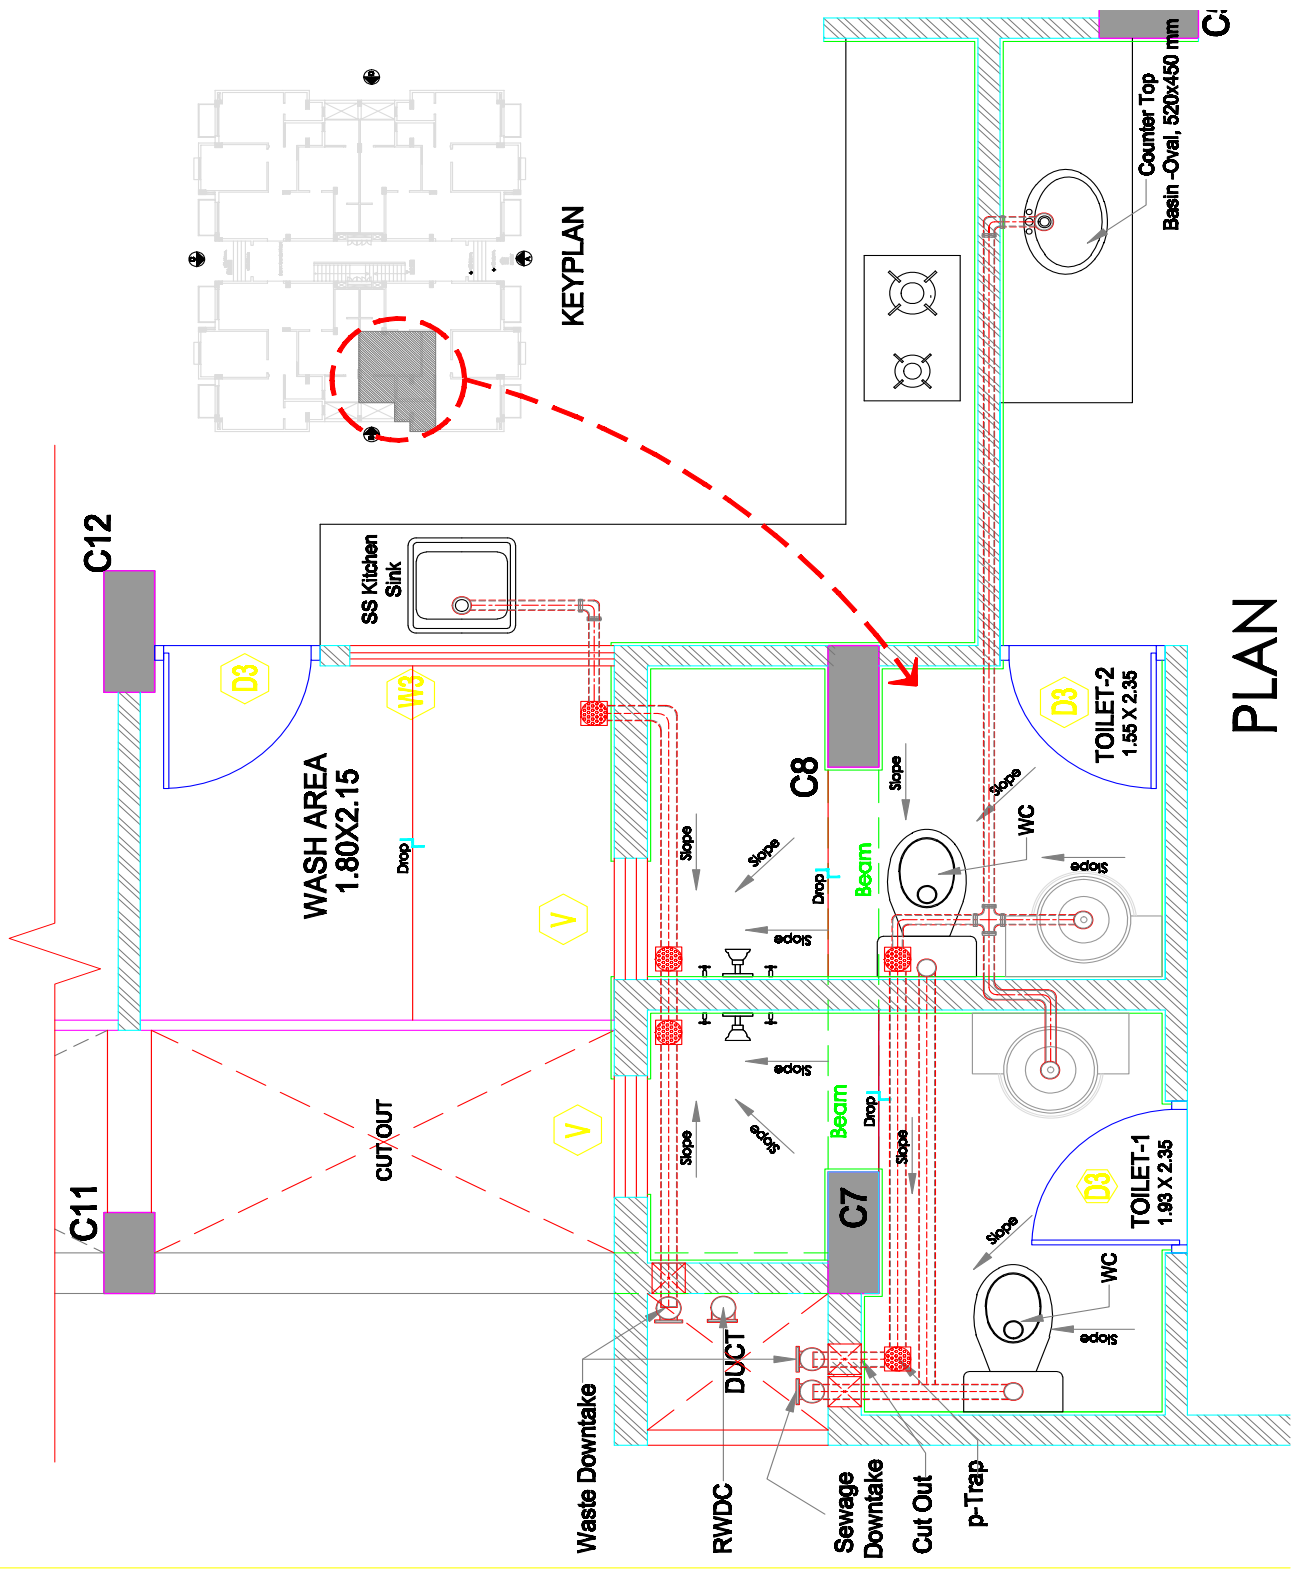 KEYPLAN
C12
SS Kitchen
Sink
Counter Top
Basin -Oval, 520x450 mm
D3
W3
WASH AREA
1.80X2.15
Drop
V
C8
Slope
Slope
Slope
Drop
Beam
Slope
Slope
WC
Slope
D3
TOILET-2
1.55 X 2.35
PLAN
C11
CUT OUT
V
Slope
Slope
Slope
Beam
Drop
C7
Slope
Slope
WC
Slope
D3
TOILET-1
1.93 X 2.35
DUCT
Waste Downtake
RWDC
Sewage
Downtake
Cut Out
p-Trap